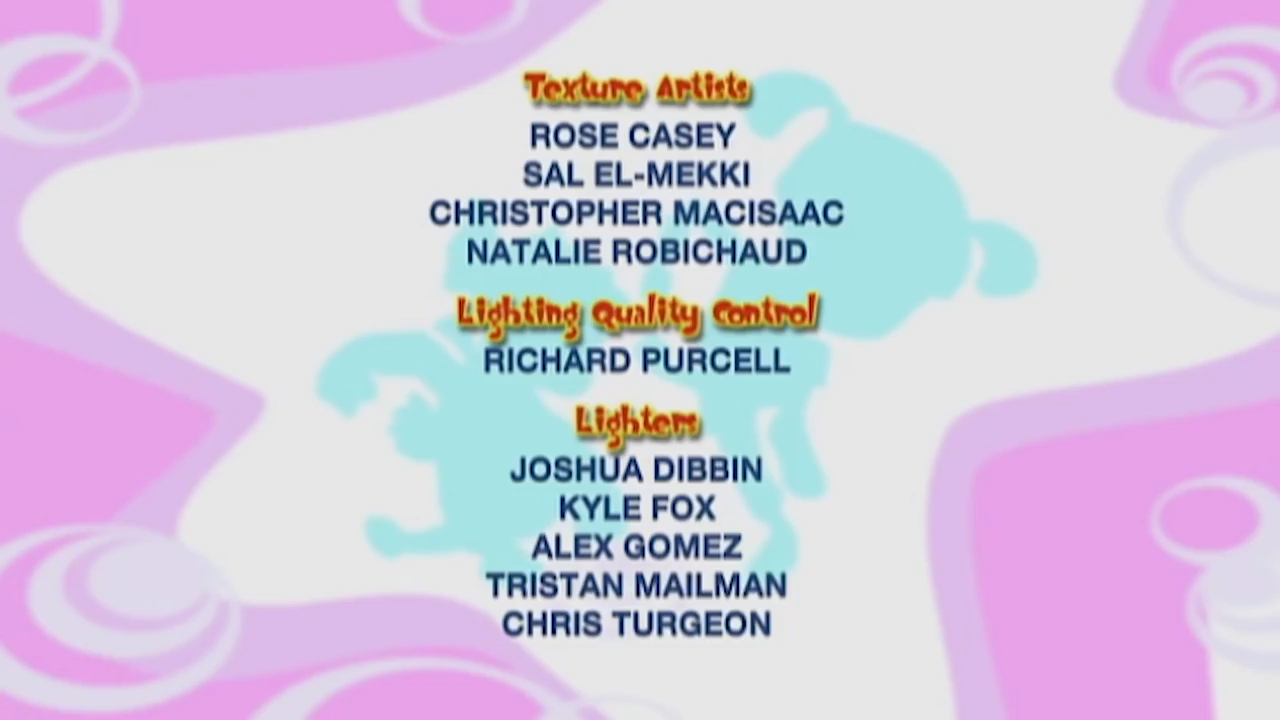 Texture Artists
ROSE CASEY
SAL EL-MEKKI
CHRISTOPHER MACISAAC
NATALIE ROBICHAUD
Lighting Quality Control
RICHARD PURCELL
Lighters
JOSHUA DIBBIN
KYLE FOX
ALEX GOMEZ
TRISTAN MAILMAN
CHRIS TURGEON